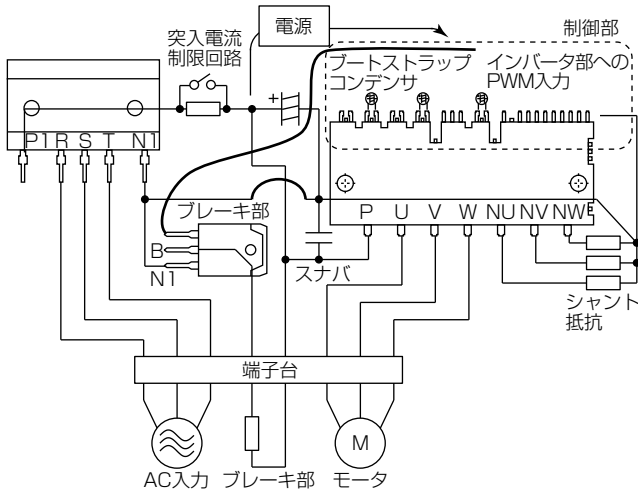 電源
制御部
突入電流
制限回路
ブートストラップ
コンデンサ
インバータ部への
PWM入力
+
P1 R S T N1
ブレーキ部
B
N1
スナバ
P U V W NU NV NW
シャント
抵抗
端子台
M
AC入力 ブレーキ部 モータ